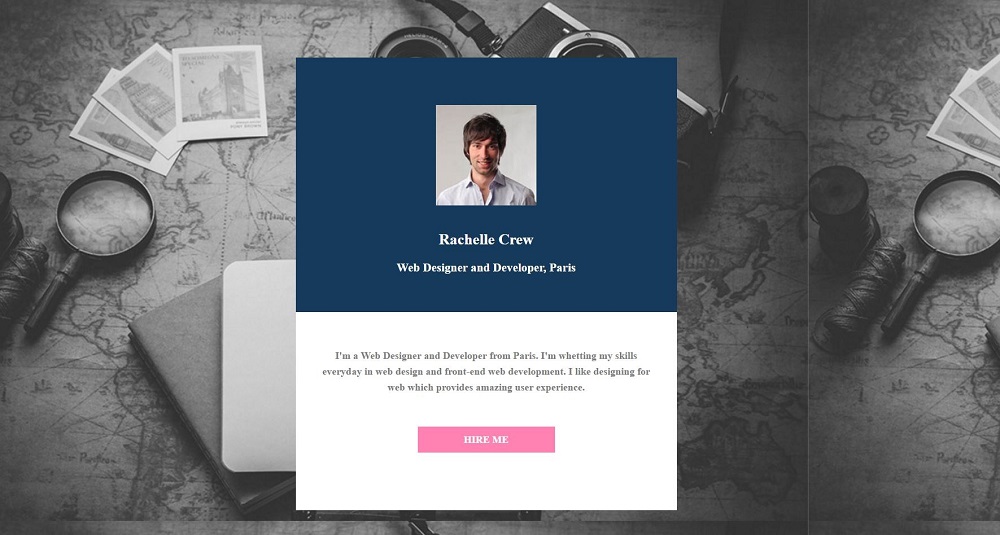 Rachelle Crew
Web Designer and Developer, Paris
I'm a Web Designer and Developer from Paris. I'm whetting my skills
everyday in web design and front-end web development. I like designing for
web which provides amazing user experience.
HIRE ME